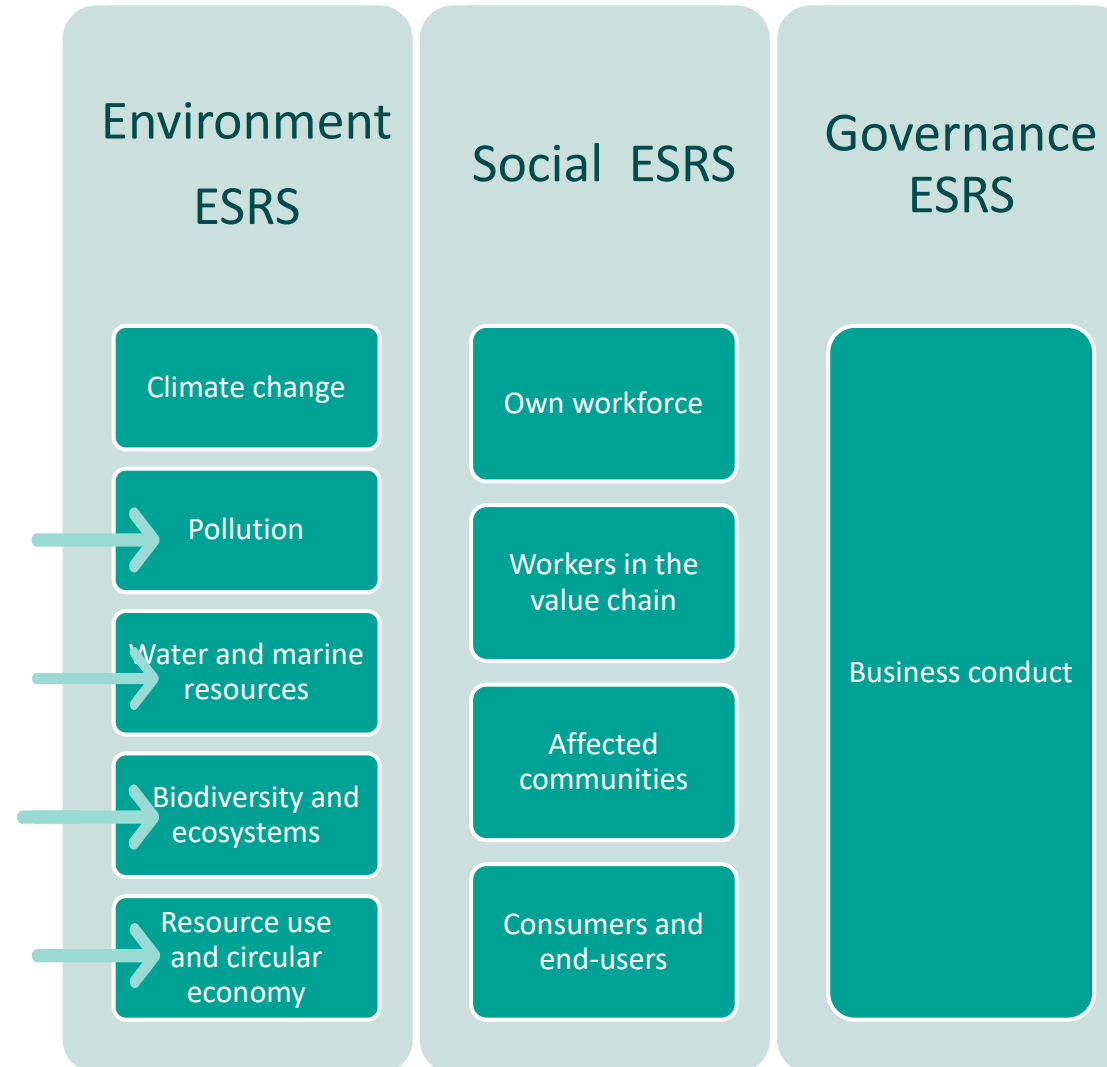 Environment
ESRS
Climate change
Pollution
Water and marine
resources
Biodiversity and
ecosystems
Resource use
and circular
economy
Social ESRS
Own workforce
Workers in the
value chain
Affected
communities
Consumers and
end-users
Governance
ESRS
Business conduct